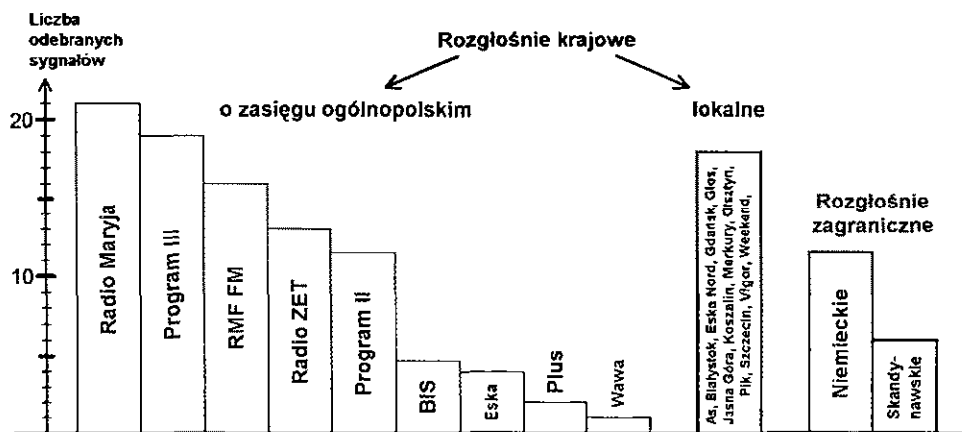 Liczba
odebranych
sygnałów
Rozgłośnie krajowe
o zasięgu ogólnopolskim
lokalne
20
10
Radio Maryja
Program III
RMF FM
Radio ZET
Program II
BIS
Eska
Plus
Wawa
As, Białystok, Eska Nord, Gdańsk, Głos,
Jasna Góra, Koszalin, Merkury, Olsztyn,
Pik, Szczecin, Vigor, Weekend,
Rozgłośnie
zagraniczne
Niemieckie
Skandy-
nawskie